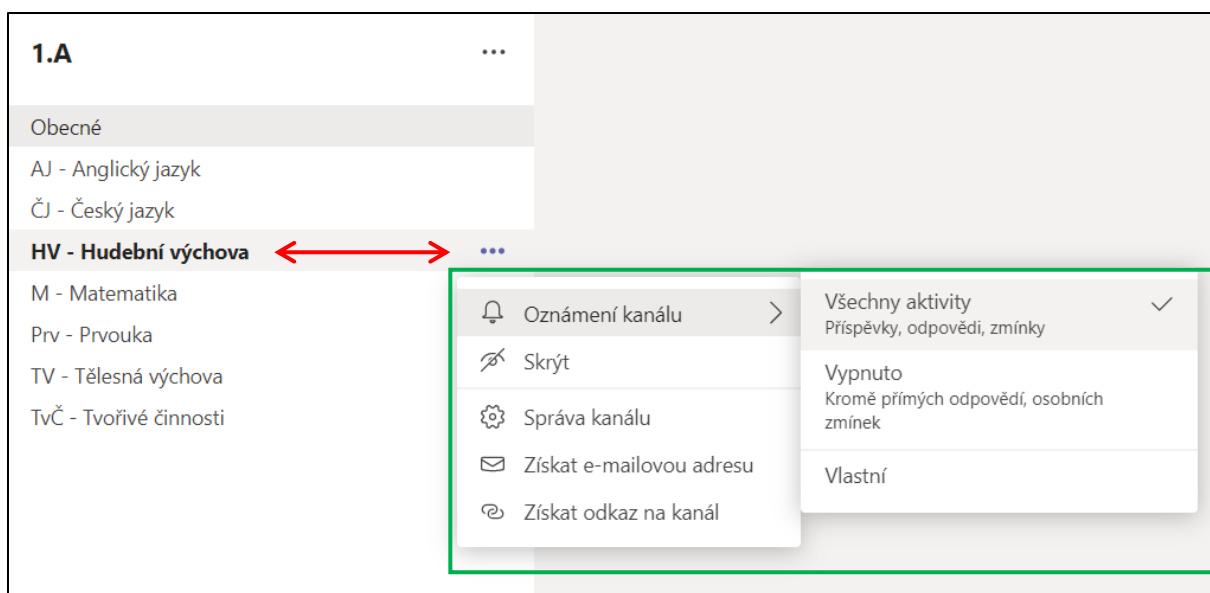 1.A
Obecné
AJ - Anglický jazyk
ČJ - Český jazyk
HV - Hudební výchova
M - Matematika
Prv - Prvouka
TV - Tělesná výchova
TvČ - Tvořivé činnosti
Oznámení kanálu
Skrýt
Správa kanálu
Získat e-mailovou adresu
Získat odkaz na kanál
Všechny aktivity
Příspěvky, odpovědi, zmínky
Vypnuto
Kromě přímých odpovědí, osobních
zmínek
Vlastní